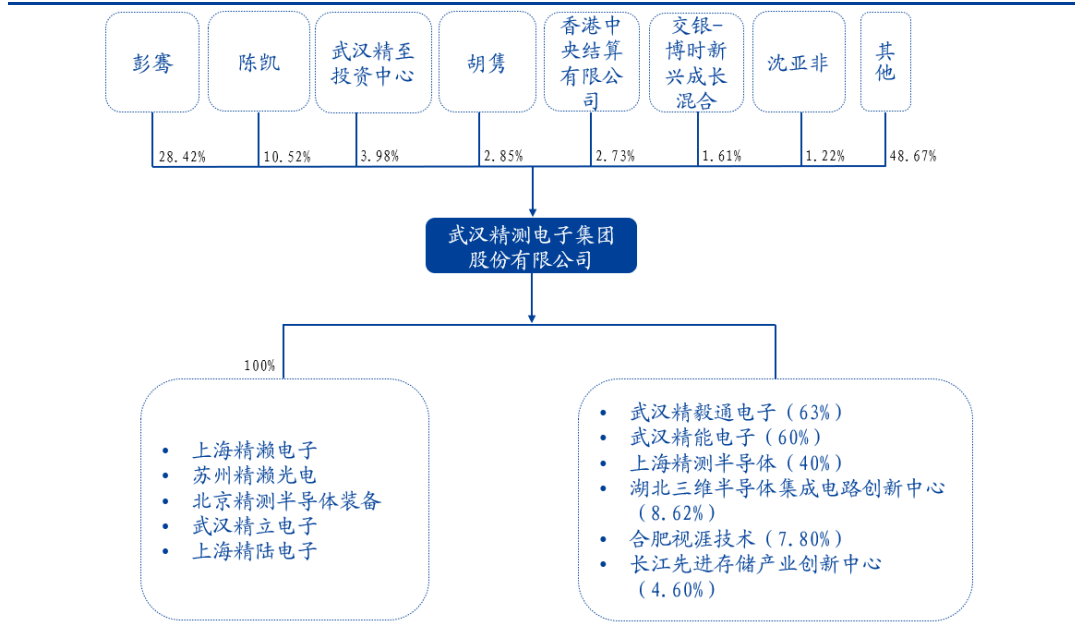 彭骞
陈凯
武汉精至
投资中心
胡隽
香港中
央结算
有限公
司
交银-
博时新
兴成长
混合
沈亚非
其
他
28.42%
10.52%
3.98%
2.85%
2.73%
1.61%
1.22%
48.67%
武汉精测电子集团
股份有限公司
100%
• 上海精濑电子
• 苏州精濑光电
• 北京精测半导体装备
• 武汉精立电子
• 上海精陆电子
• 武汉精毅通电子(63%)
• 武汉精能电子(60%)
• 上海精测半导体(40%)
• 湖北三维半导体集成电路创新中心
(8.62%)
• 合肥视涯技术(7.80%)
• 长江先进存储产业创新中心
(4.60%)